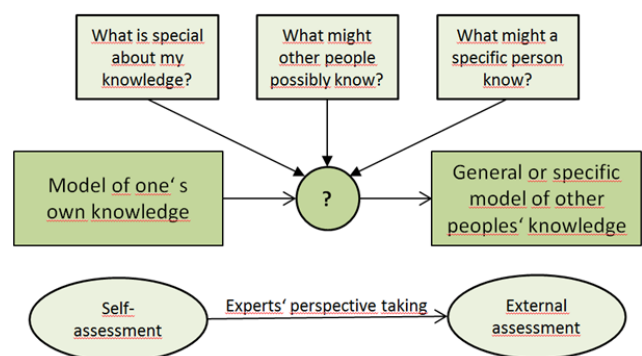 What is special
about my
knowledge?
What might
other people
possibly know?
What might a
specific person
know?
Model of one‘s
own knowledge
?
General or specific
model of other
peoples‘ knowledge
Self-
assessment
Experts‘ perspective taking
External
assessment